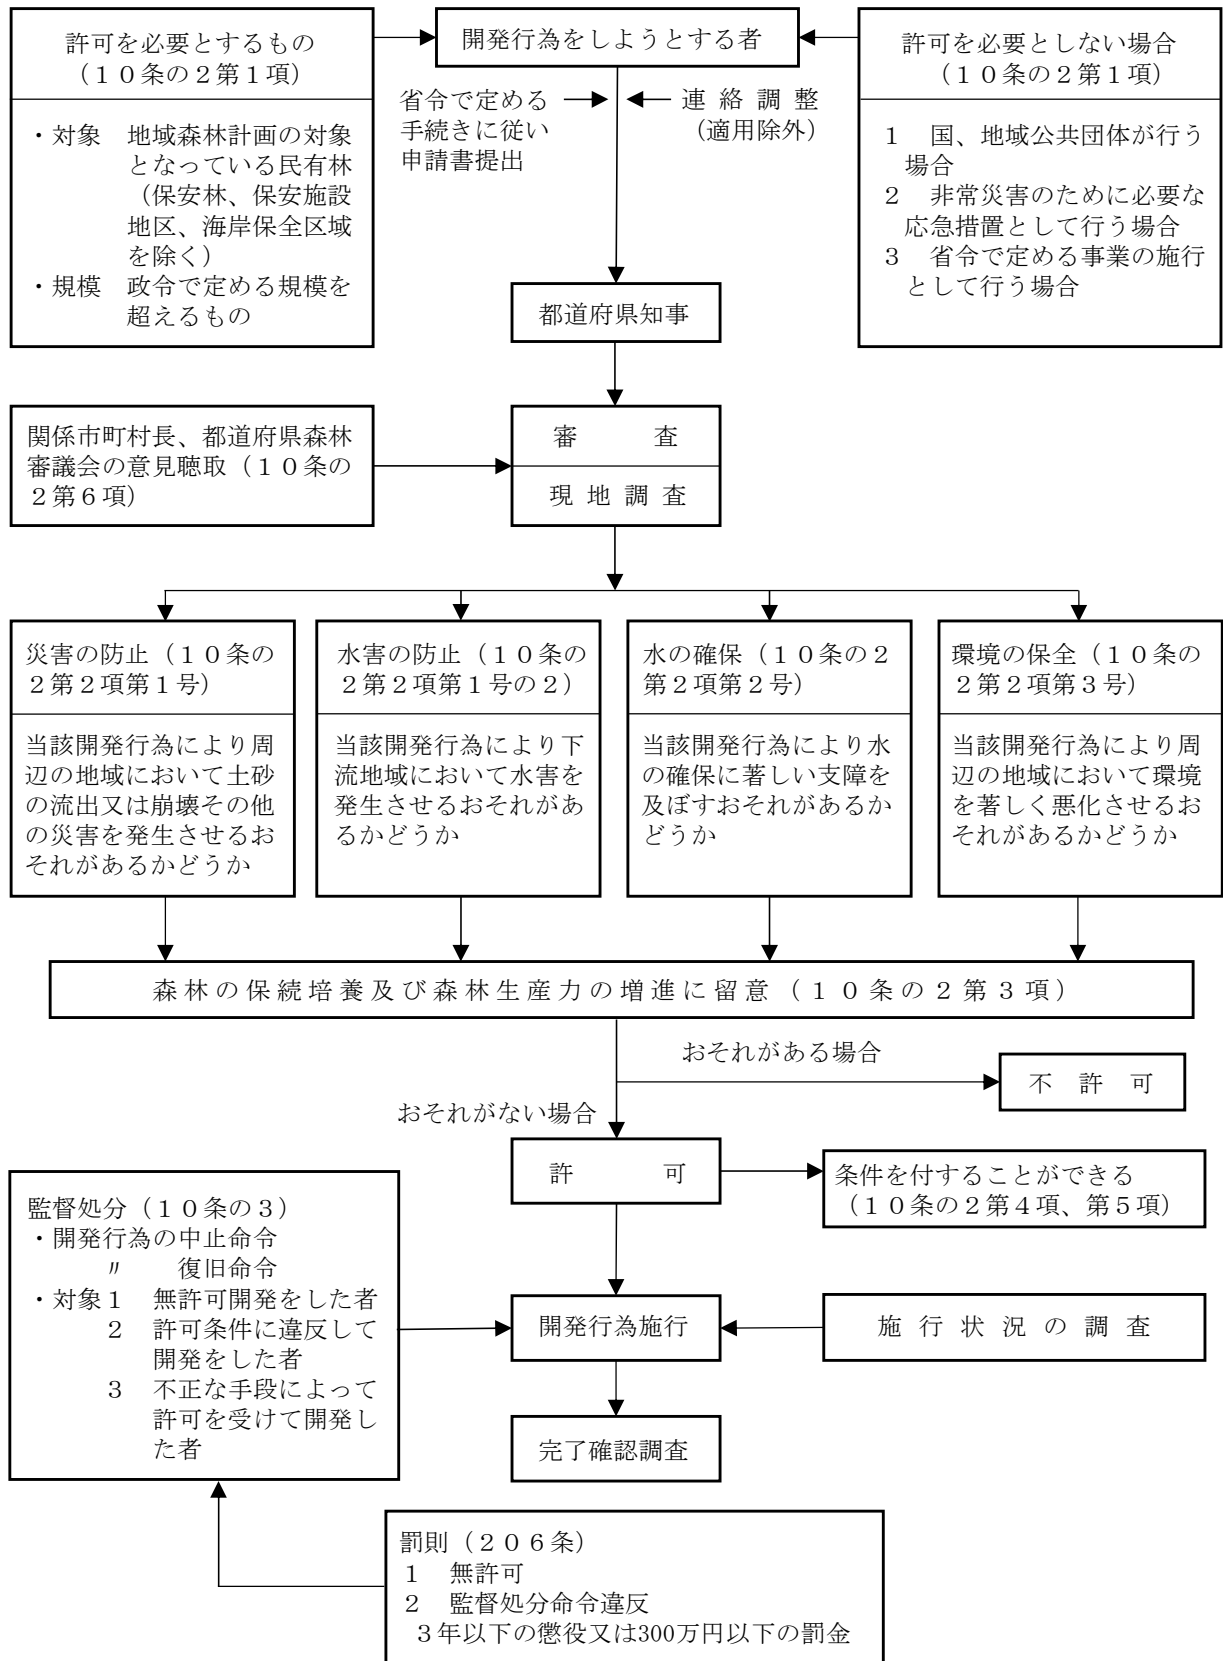 許可を必要とするもの
(10条の2第1項)
・対象 地域森林計画の対象
となっている民有林
(保安林、保安施設
地区、海岸保全区域
を除く)
・規模 政令で定める規模を
超えるもの
開発行為をしようとする者
省令で定める
手続きに従い
申請書提出
連絡調整
(適用除外)
許可を必要としない場合
(10条の2第1項)
1 国、地域公共団体が行う
場合
2 非常災害のために必要な
応急措置として行う場合
3 省令で定める事業の施行
として行う場合
都道府県知事
関係市町村長、都道府県森林
審議会の意見聴取(10条の
2第6項)
審 査
現地調査
災害の防止(10条の
2第2項第1号)
当該開発行為により周
辺の地域において土砂
の流出又は崩壊その他
の災害を発生させるお
それがあるかどうか
水害の防止(10条の
2第2項第1号の2)
当該開発行為により下
流地域において水害を
発生させるおそれがあ
るかどうか
水の確保(10条の2
第2項第2号)
当該開発行為により水
の確保に著しい支障を
及ぼすおそれがあるか
どうか
環境の保全(10条の
2第2項第3号)
当該開発行為により周
辺の地域において環境
を著しく悪化させるお
それがあるかどうか
森林の保続培養及び森林生産力の増進に留意(10条の2第3項)
おそれがある場合
不許可
おそれがない場合
許 可
条件を付することができる
(10条の2第4項、第5項)
監督処分(10条の3)
・開発行為の中止命令
〃 復旧命令
・対象1 無許可開発をした者
2 許可条件に違反して
開発をした者
3 不正な手段によって
許可を受けて開発し
た者
開発行為施行
施行状況の調査
完了確認調査
罰則(206条)
1 無許可
2 監督処分命令違反
3年以下の懲役又は300万円以下の罰金